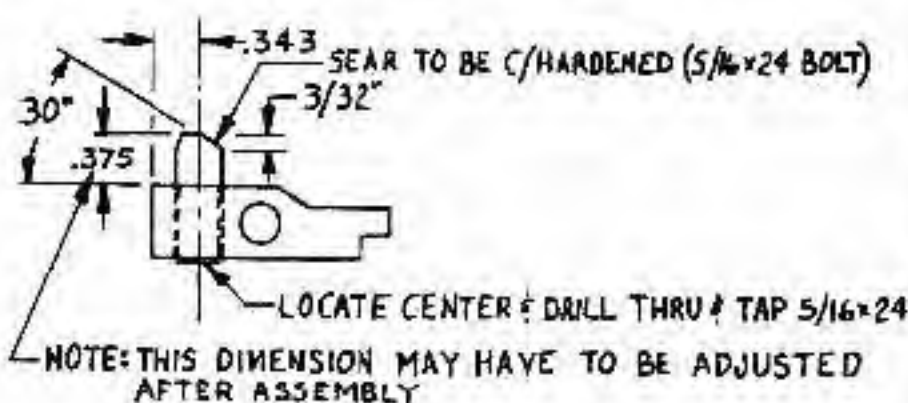 .343
SEAR TO BE C/HARDENED (5/16×24 BOLT)
3/32"
30°
.375
LOCATE CENTER & DRILL THRU & TAP 5/16×24
NOTE: THIS DIMENSION MAY HAVE TO BE ADJUSTED
AFTER ASSEMBLY